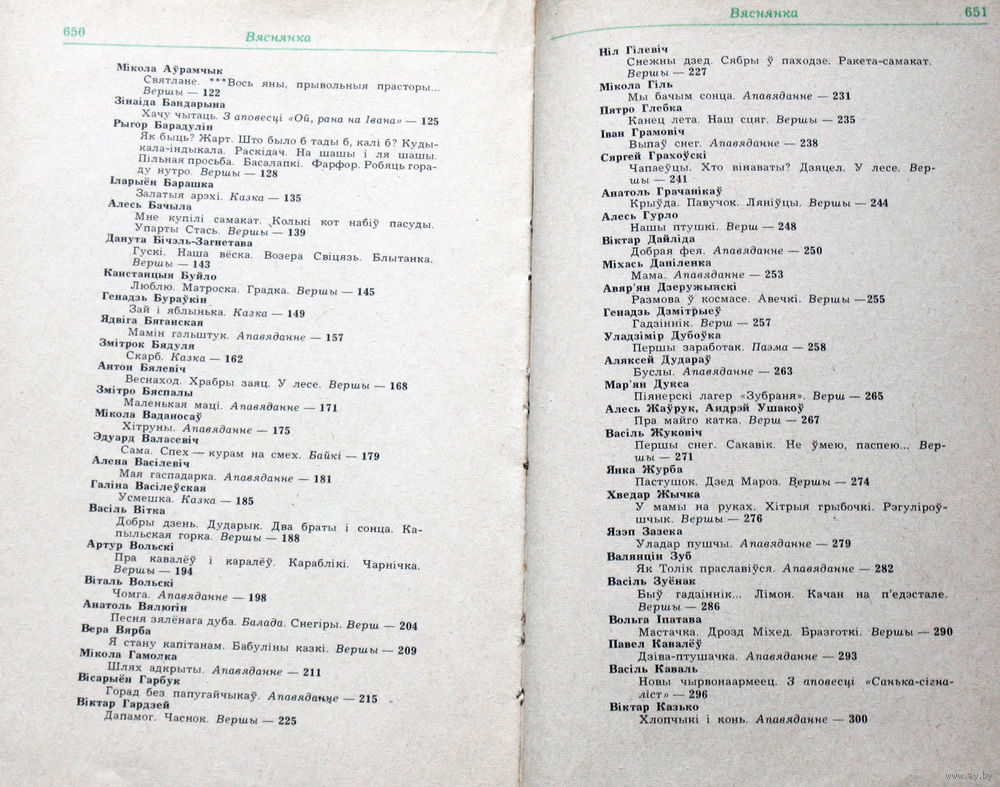 650
Вяснянка
Мікола Аўрамчык
Святлане. ***Вось яны, прывольныя прасторы...
Вершы — 122
Зінаіда Бандарына
Хачу чытаць. З аповесці «Ой, рана на Івана» — 125
Рыгор Барадулін
Як быць? Жарт. Што было б тады б, калі б? Куды-
кала-індыкала. Раскідач. На шашы і ля шашы.
Пільная просьба. Басалапкі. Фарфор. Робяць гора-
ду нутро. Вершы — 128
Іларыён Барашка
Залатыя арэхі. Казка — 135
Алесь Бачыла
Мне купілі самакат. Колькі кот набіў пасуды.
Упарты Стась. Вершы — 139
Данута Бічэль-Загнетава
Гускі. Наша вёска. Возера Свіцязь. Блытанка.
Вершы — 143
Канстанцыя Буйло
Люблю. Матроска. Градка. Вершы — 145
Генадзь Бураўкін
Зай і яблынька. Казка — 149
Ядвіга Бяганская
Мамін гальштук. Апавяданне — 157
Змітрок Бядуля
Скарб. Казка — 162
Антон Бялевіч
Веснаход. Храбры заяц. У лесе. Вершы — 168
Змітро Бяспалы
Маленькая маці. Апавяданне — 171
Мікола Ваданосаў
Хітруны. Апавяданне — 175
Эдуард Валасевіч
Сама. Спех — курам на смех. Байкі — 179
Алена Васілевіч
Мая гаспадарка. Апавяданне — 181
Галіна Васілеўская
Усмешка. Казка — 185
Васіль Вітка
Добры дзень. Дударык. Два браты і сонца. Ка-
пыльская горка. Вершы — 188
Артур Вольскі
Пра кавалёў і каралёў. Караблікі. Чарнічка.
Вершы — 194
Віталь Вольскі
Чомга. Апавяданне — 198
Анатоль Вялюгін
Песня зялёнага дуба. Балада. Снегіры. Верш — 204
Вера Вярба
Я стану капітанам. Бабуліны казкі. Вершы — 209
Мікола Гамолка
Шлях адкрыты. Апавяданне — 211
Вісарыён Гарбук
Горад без папугайчыкаў. Апавяданне — 215
Віктар Гардзей
Дапамог. Часнок. Вершы — 225
Вяснянка
651
Ніл Гілевіч
Снежны дзед. Сябры ў паходзе. Ракета-самакат.
Вершы — 227
Мікола Гіль
Мы бачым сонца. Апавяданне — 231
Пятро Глебка
Канец лета. Наш сцяг. Вершы — 235
Іван Грамовіч
Выпаў снег. Апавяданне — 238
Сяргей Грахоўскі
Чапаеўцы. Хто вінаваты? Дзяцел. У лесе. Вер-
шы — 241
Анатоль Грачанікаў
Крыўда. Павучок. Ляніўцы. Вершы — 244
Алесь Гурло
Нашы птушкі. Верш — 248
Віктар Дайліда
Добрая фея. Апавяданне — 250
Міхась Даніленка
Мама. Апавяданне — 253
Авяр'ян Дзеружынскі
Размова ў космасе. Авечкі. Вершы —255
Генадзь Дзмітрыеў
Гадзіннік. Верш — 257
Уладзімір Дубоўка
Першы заработак. Паэма — 258
Аляксей Дудараў
Буслы. Апавяданне — 263
Мар'ян Дукса
Піянерскі лагер «Зубраня». Верш — 265
Алесь Жаўрук, Андрэй Ушакоў
Пра майго катка. Верш — 267
Васіль Жуковіч
Першы снег. Сакавік. Не ўмею, паспею... Вер-
шы — 271
Янка Журба
Пастушок. Дзед Мароз. Вершы — 274
Хведар Жычка
У мамы на руках. Хітрыя грыбочкі. Рэгуліроў-
шчык. Вершы — 276
Язэп Зазека
Уладар пушчы. Апавяданне — 279
Валянцін Зуб
Як Толік праславіўся. Апавяданне — 282
Васіль Зуёнак
Быў гадзіннік... Лімон. Качан на п'едэстале.
Вершы — 286
Вольга Іпатава
Мастачка. Дрозд Міхед. Бразготкі. Вершы — 290
Павел Кавалёў
Дзіва-птушачка. Апавяданне — 293
Васіль Каваль
Новы чырвонаармеец. З аповесці «Санька-сігна-
ліст» — 296
Віктар Казько
Хлопчыкі і конь. Апавяданне — 300
www.ay.by